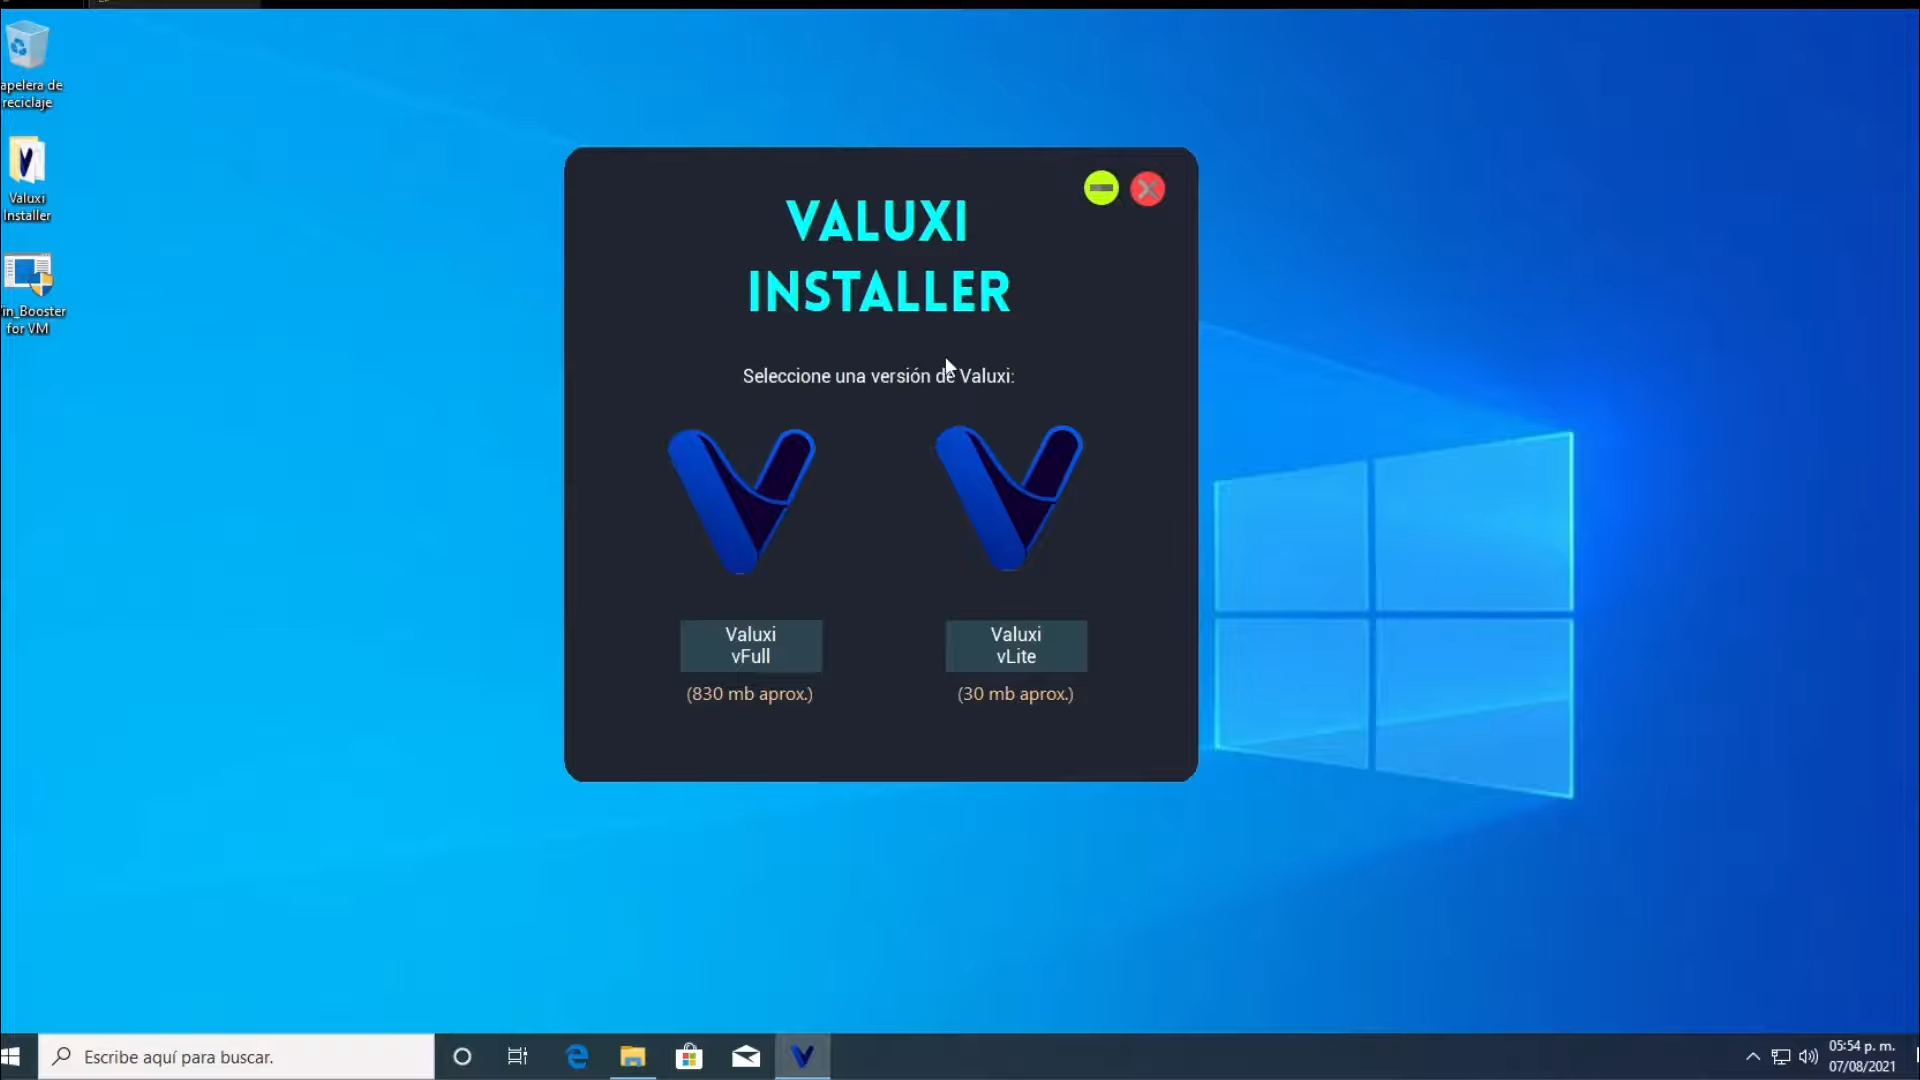 apelera de
reciclaje
Valuxi
Installer
in_Booster
for VM
VALUXI
INSTALLER
Seleccione una versión de Valuxi:
Valuxi
vFull
(830 mb aprox.)
Valuxi
vLite
(30 mb aprox.)
Escribe aquí para buscar.
05:54 p. m.
07/08/2021